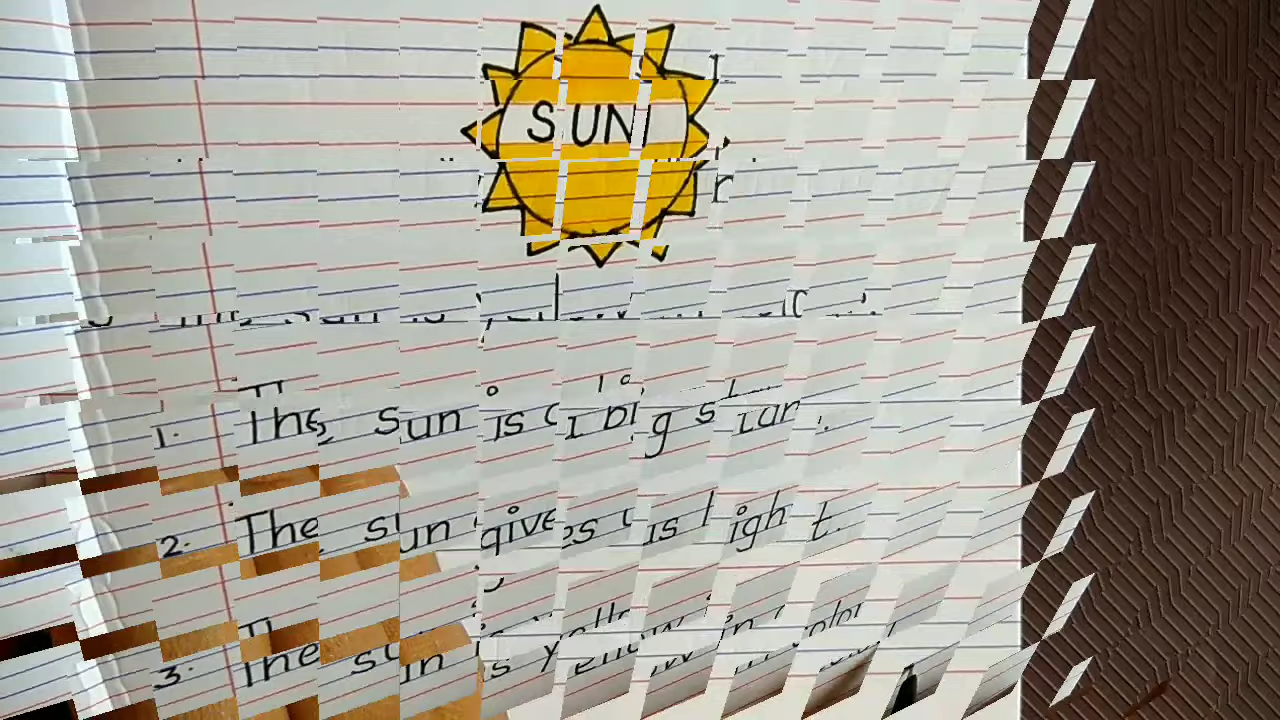 SUN
1. The sun is a big star.
2. The sun gives us light.
3. The sun is yellow in color